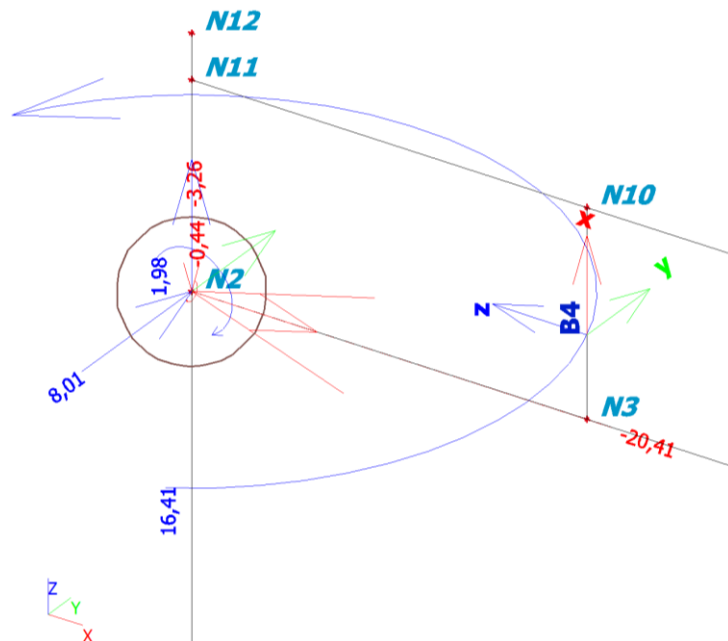 N12
N11
-0,44 -3,26
N10
x
y
1,98
N2
z
B4
8,01
N3
-20,41
16,41
Z
Y
X